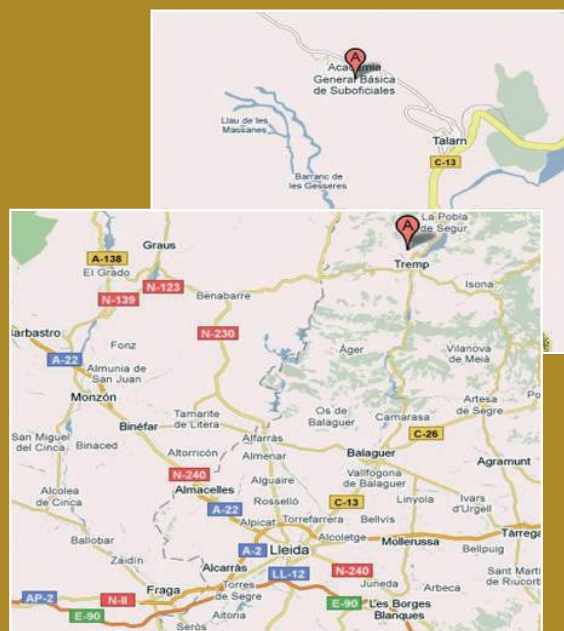 A
Academia
General Básica
de Suboficiales
Llau de les
Massanes
Talarn
C-13
Barranc de
les Gesseres
La Pobla
de Segur
A
Graus
Tremp
A-138
El Grado
N-123
Isona
N-139
Benabarre
N-230
arbastro
Fonz
Àger
Vilanova
de Meià
A-22
Almunia de
San Juan
Monzón
Tamarite
de Litera
Os de
Balaguer
Camarasa
Artesa
de Segre
Po
Binéfar
C-26
San Miguel
del Cinca
Binaced
Alfarràs
Almenar
Balaguer
Altorricón
Agramunt
N-240
Vallfogona
de Balaguer
Alguaire
Almacelles
Alcolea
de Cinca
Rosselló
C-13
Linyola
Ivars
d'Urgell
A-22
Alpicat
Torrefarrera
Bellvís
Tàrrega
Ballobar
Alcoletge
Mollerussa
A-2
Lleida
Bellpuig
Zaidín
Alcarràs
LL-12
N-240
Sant Martí
de Riucorb
Fraga
Torres
de Segre
Juneda
Arbeca
AP-2
N-II
E-90
Les Borges
Blanques
E-90
Aitona
Seròs